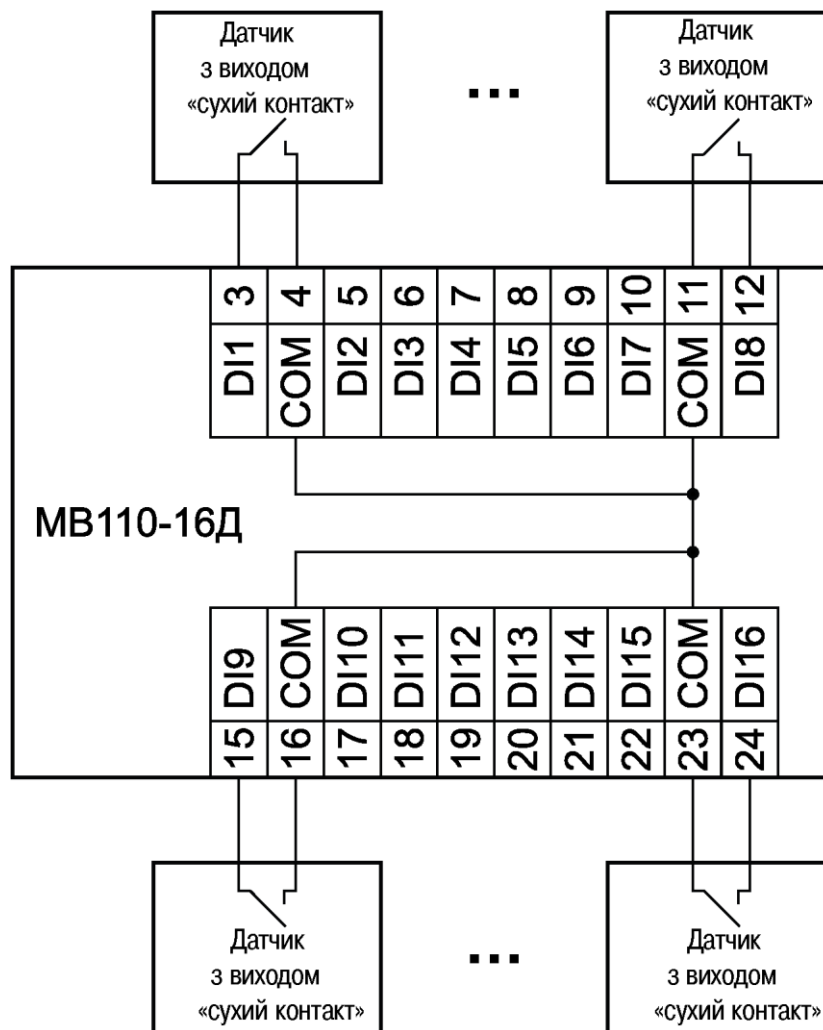 Датчик
з виходом
«сухий контакт»
...
Датчик
з виходом
«сухий контакт»
3 4 5 6 7 8 9 10 11 12
DI1 COM DI2 DI3 DI4 DI5 DI6 DI7 COM DI8
МВ110-16Д
DI9 COM DI10 DI11 DI12 DI13 DI14 DI15 COM DI16
15 16 17 18 19 20 21 22 23 24
Датчик
з виходом
«сухий контакт»
...
Датчик
з виходом
«сухий контакт»